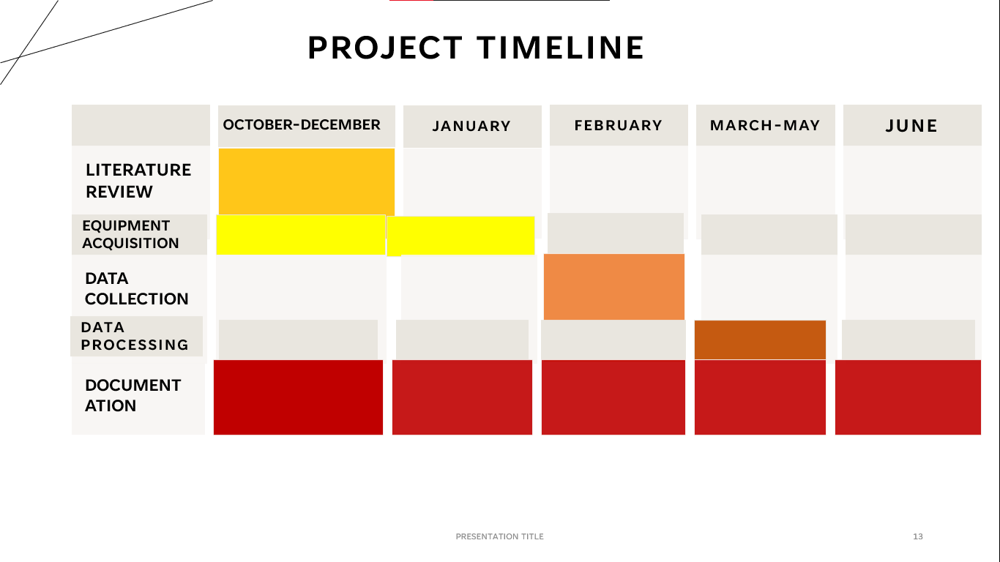 PROJECT TIMELINE
OCTOBER-DECEMBER
JANUARY
FEBRUARY
MARCH-MAY
JUNE
LITERATURE
REVIEW
EQUIPMENT
ACQUISITION
DATA
COLLECTION
DATA
PROCESSING
DOCUMENT
ATION
PRESENTATION TITLE
13